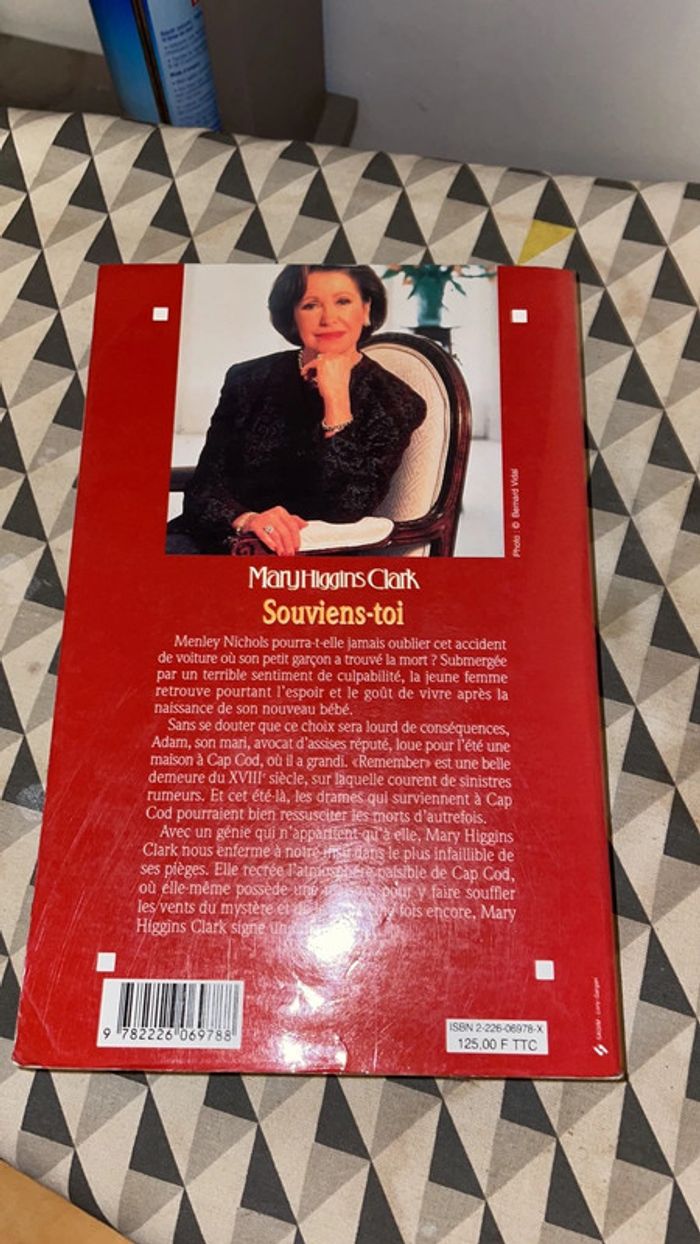 Photo : © Bernard Vidal
Mary Higgins Clark
Souviens-toi
Menley Nichols pourra-t-elle jamais oublier cet accident
de voiture où son petit garçon a trouvé la mort ? Submergée
par un terrible sentiment de culpabilité, la jeune femme
retrouve pourtant l'espoir et le goût de vivre après la
naissance de son nouveau bébé.
Sans se douter que ce choix sera lourd de conséquences,
Adam, son mari, avocat d'assises réputé, loue pour l'été une
maison à Cap Cod, où il a grandi. «Remember» est une belle
demeure du XVIIIe siècle, sur laquelle courent de sinistres
rumeurs. Et cet été-là, les drames qui surviennent à Cap
Cod pourraient bien ressusciter les morts d'autrefois.
Avec un génie qui n'appartient qu'à elle, Mary Higgins
Clark nous enferme à notre insu dans le plus infaillible de
ses pièges. Elle recrée l'atmosphère paisible de Cap Cod,
où elle-même possède une maison, pour y faire souffler
les vents du mystère et de fois encore, Mary
Higgins Clark signe un
9 782226 069788
ISBN 2-226-06978-X
125,00 F TTC